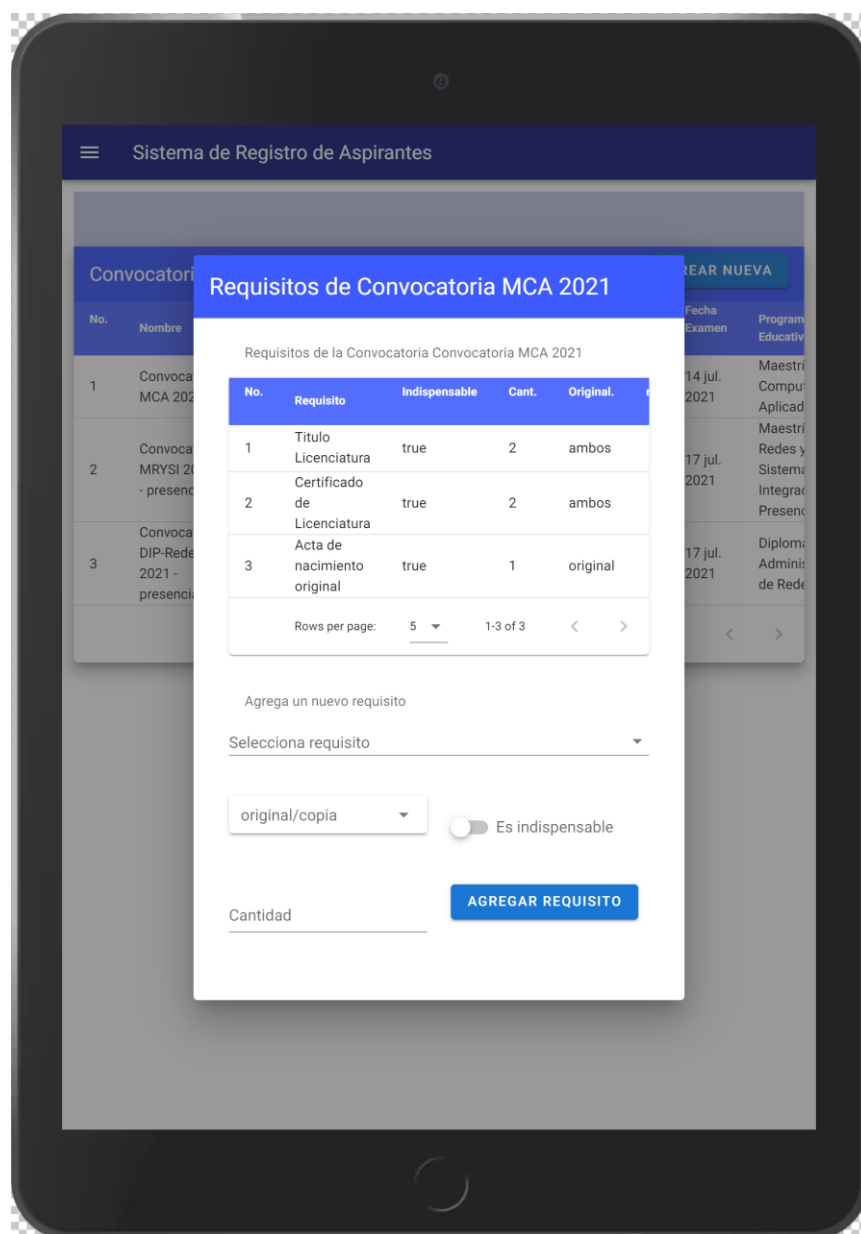 Sistema de Registro de Aspirantes
Convocatori
REAR NUEVA
No.
Nombre
Fecha
Examen
Program
Educativ
1
Convoca
MCA 202
14 jul.
2021
Maestrí
Comput
Aplicad
2
Convoca
MRYSI 20
- presenc
17 jul.
2021
Maestrí
Redes y
Sistema
Integrad
Presenc
3
Convoca
DIP-Rede
2021 -
presencia
17 jul.
2021
Diploma
Adminis
de Rede
Requisitos de Convocatoria MCA 2021
Requisitos de la Convocatoria Convocatoria MCA 2021
No. Requisito Indispensable Cant. Original.
1 Titulo Licenciatura true 2 ambos
2 Certificado de Licenciatura true 2 ambos
3 Acta de nacimiento original true 1 original
Rows per page: 5 1-3 of 3
Agrega un nuevo requisito
Selecciona requisito
original/copia
Es indispensable
Cantidad
AGREGAR REQUISITO